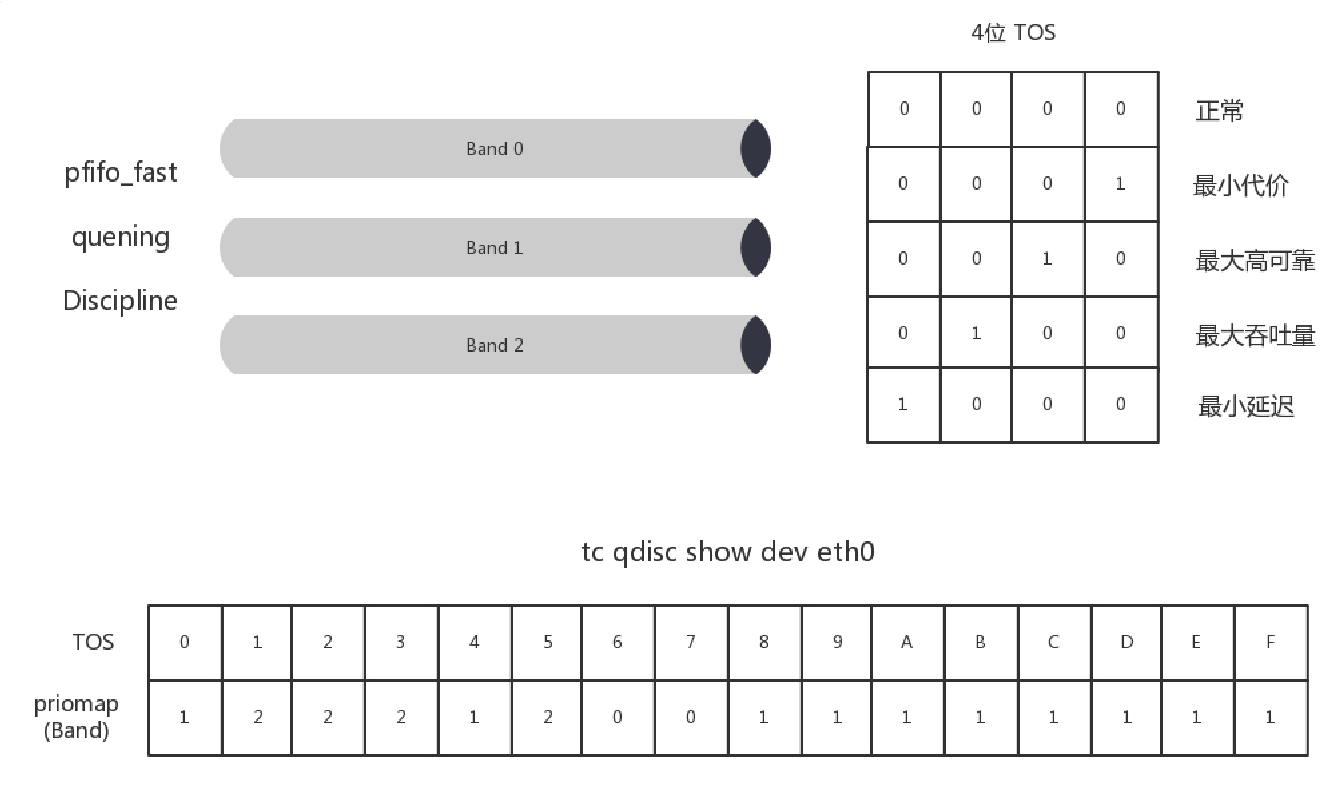 pfifo_fast
quening
Discipline
Band 0
Band 1
Band 2
4位 TOS
0 0 0 0 正常
0 0 0 1 最小代价
0 0 1 0 最大高可靠
0 1 0 0 最大吞吐量
1 0 0 0 最小延迟
tc qdisc show dev eth0
TOS 0 1 2 3 4 5 6 7 8 9 A B C D E F
priomap
(Band) 1 2 2 2 1 2 0 0 1 1 1 1 1 1 1 1